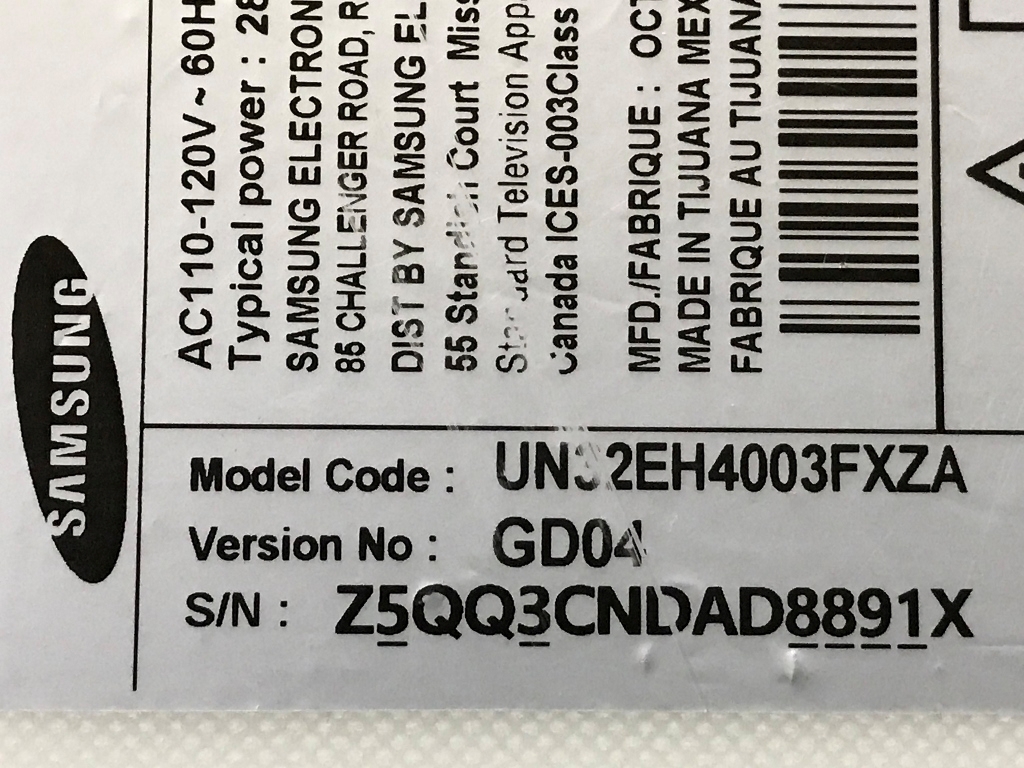 SAMSUNG
AC110-120V~ 60H
Typical power : 28
SAMSUNG ELECTRON
85 CHALLENGER ROAD, R
DIST BY SAMSUNG EL
55 Standish Court Miss
Standard Television App
Canada ICES-003Class
MFD./FABRIQUE : OCT
MADE IN TIJUANA MEX
FABRIQUE AU TIJUANA
Model Code : UN32EH4003FXZA
Version No : GD04
S/N : Z5QQ3CNDAD8891X